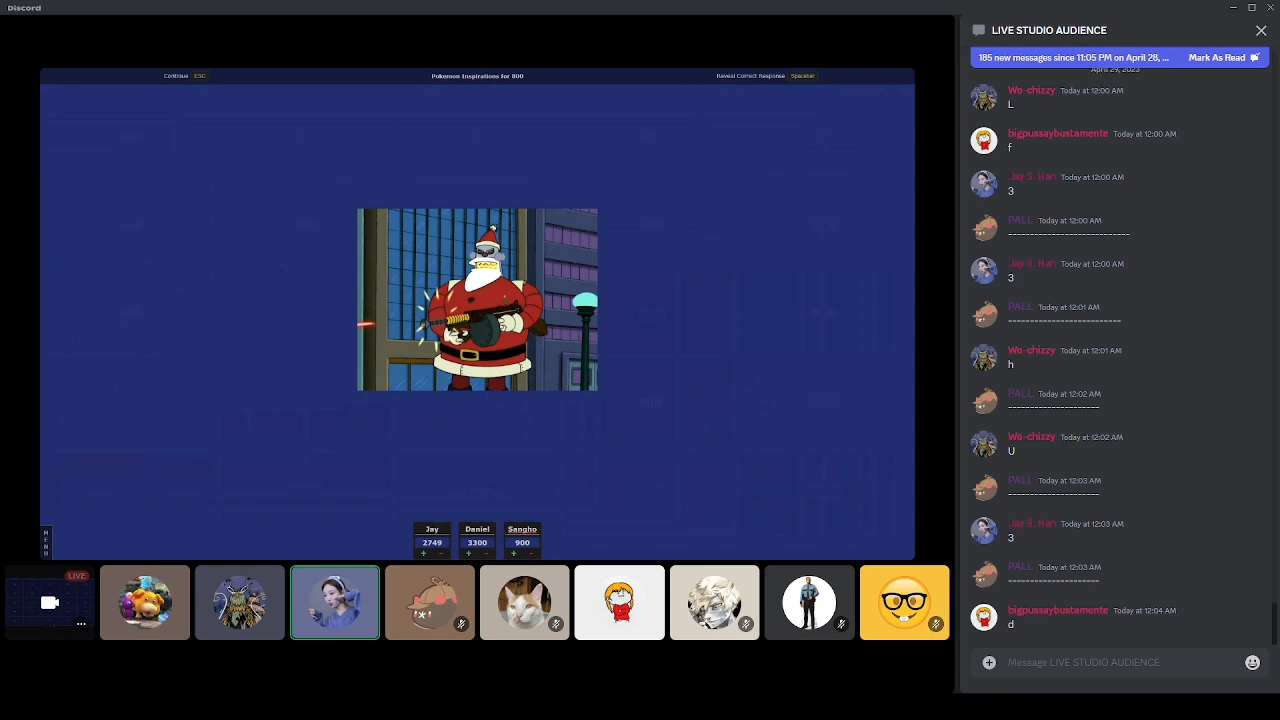 Discord
LIVE STUDIO AUDIENCE
185 new messages since 11:05 PM on April 28, ...
Mark As Read
April 29, 2023
Continue ESC
Pokemon Inspirations for 800
Reveal Correct Response Spacebar
Wo-chizzy Today at 12:00 AM
L
bigpussaybustamente Today at 12:00 AM
f
Jay S. Han Today at 12:00 AM
3
PALL Today at 12:00 AM
----------------------------
Jay S. Han Today at 12:00 AM
3
PALL Today at 12:01 AM
--------------------------
Wo-chizzy Today at 12:01 AM
h
PALL Today at 12:02 AM
---------------------
Wo-chizzy Today at 12:02 AM
U
PALL Today at 12:03 AM
---------------------
Jay S. Han Today at 12:03 AM
3
PALL Today at 12:03 AM
---------------------
bigpussaybustamente Today at 12:04 AM
d
Message LIVE STUDIO AUDIENCE
MENU
Jay Daniel Sangho
2749 3300 900
+ - + - + -
LIVE